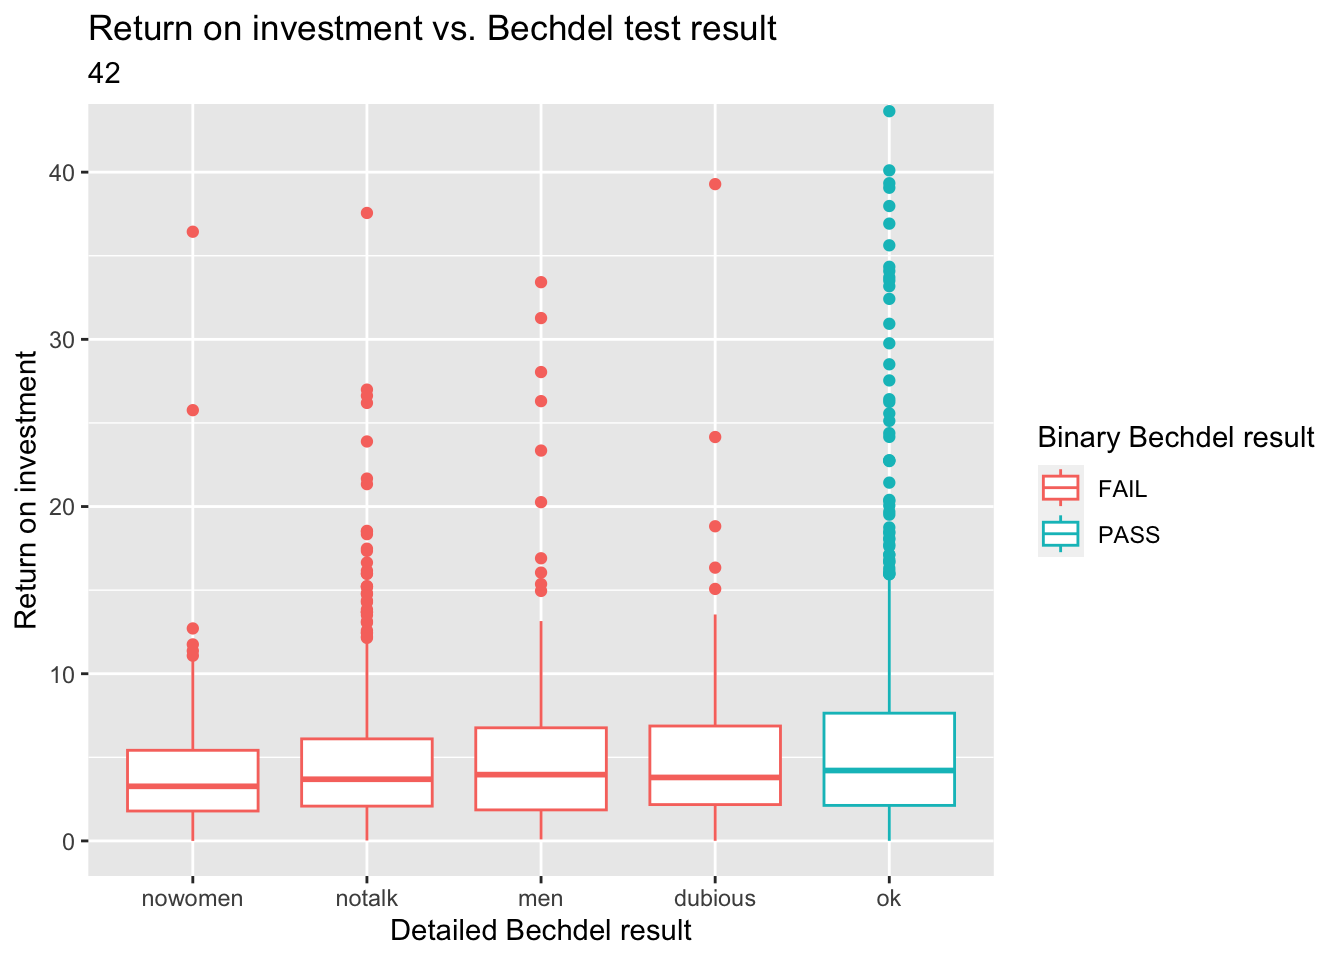 Return on investment vs. Bechdel test result
42
Return on investment
40
30
20
10
0
nowomen notalk men dubious ok
Detailed Bechdel result
Binary Bechdel result
FAIL
PASS